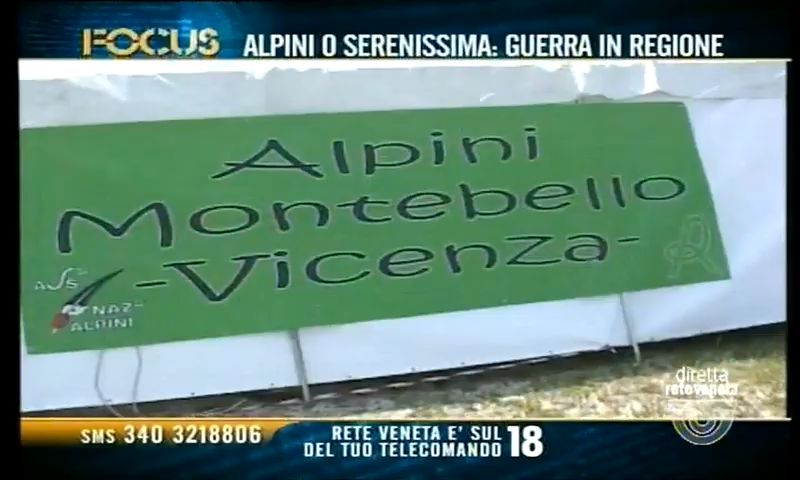 FOCUS
ALPINI O SERENISSIMA: GUERRA IN REGIONE
Alpini
Montebello
-Vicenza-
NAZ
ALPINI
diretta
reteveneta
SMS 340 3218806
RETE VENETA E' SUL
DEL TUO TELECOMANDO
18